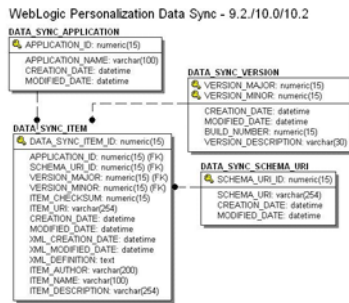 WebLogic Personalization Data Sync - 9.2./10.0/10.2
DATA_SYNC_APPLICATION
APPLICATION_ID: numeric(15)
APPLICATION_NAME: varchar(100)
CREATION_DATE: datetime
MODIFIED_DATE: datetime
DATA_SYNC_VERSION
VERSION_MAJOR: numeric(15)
VERSION_MINOR: numeric(15)
CREATION_DATE: datetime
MODIFIED_DATE: datetime
BUILD_NUMBER: numeric(15)
VERSION_DESCRIPTION: varchar(30)
DATA_SYNC_ITEM
DATA_SYNC_ITEM_ID: numeric(15)
APPLICATION_ID: numeric(15) (FK)
SCHEMA_URI_ID: numeric(15) (FK)
VERSION_MAJOR: numeric(15) (FK)
VERSION_MINOR: numeric(15) (FK)
ITEM_CHECKSUM: numeric(15)
ITEM_URI: varchar(254)
CREATION_DATE: datetime
MODIFIED_DATE: datetime
XML_CREATION_DATE: datetime
XML_MODIFIED_DATE: datetime
XML_DEFINITION: text
ITEM_AUTHOR: varchar(200)
ITEM_NAME: varchar(100)
ITEM_DESCRIPTION: varchar(254)
DATA_SYNC_SCHEMA_URI
SCHEMA_URI_ID: numeric(15)
SCHEMA_URI: varchar(254)
CREATION_DATE: datetime
MODIFIED_DATE: datetime